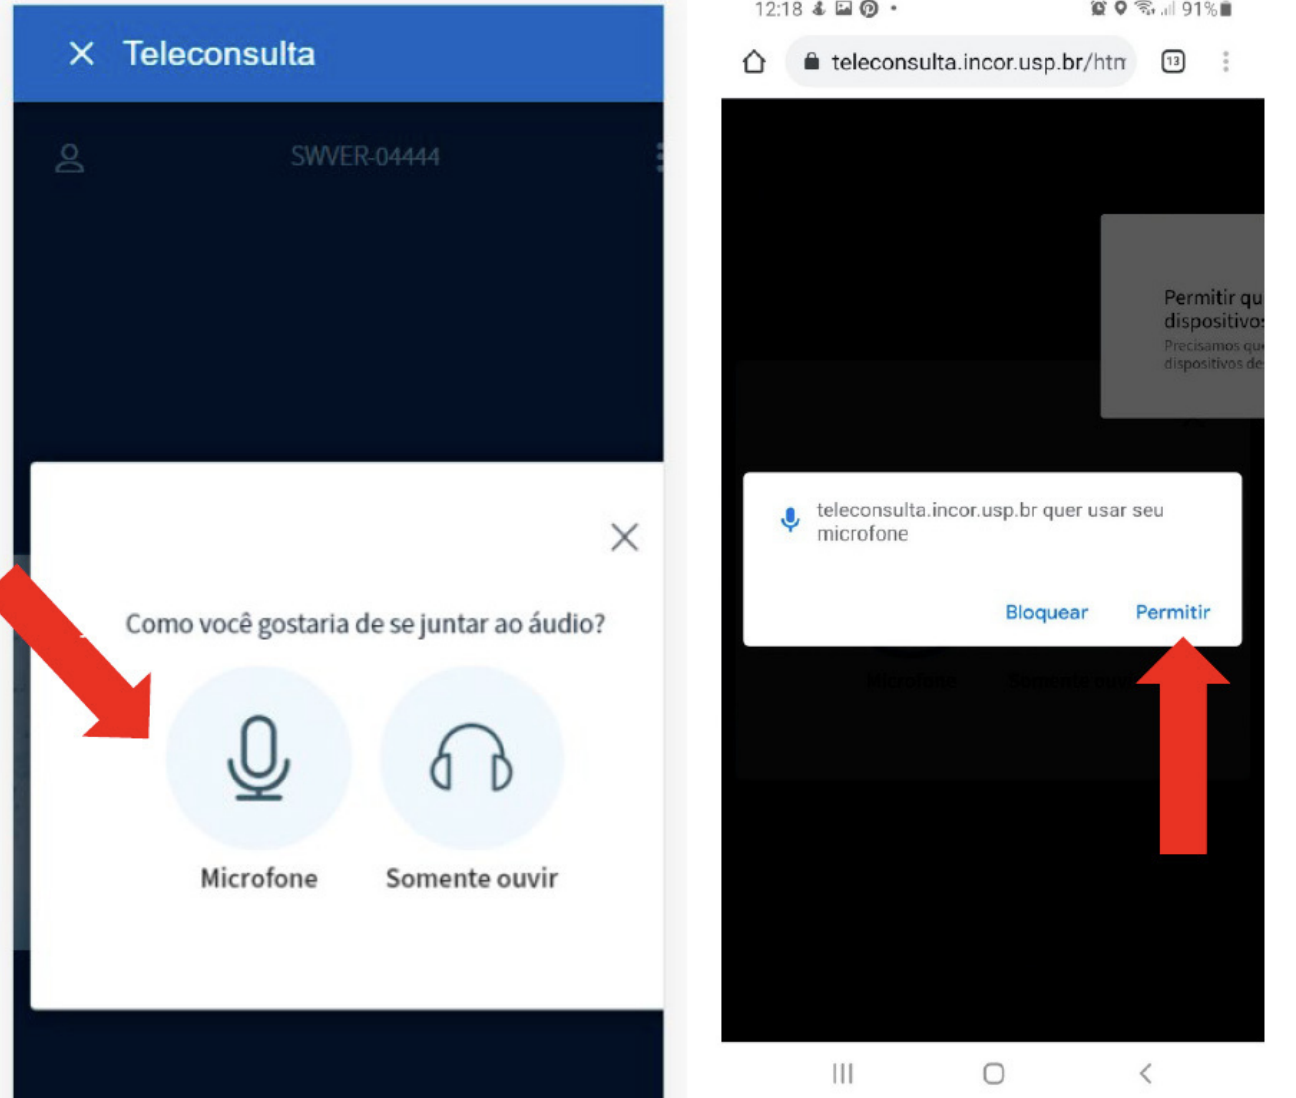 Teleconsulta
SWVER-04444
Como você gostaria de se juntar ao áudio?
Microfone
Somente ouvir
12:18
91%
teleconsulta.incor.usp.br/htm
13
Permitir qu
dispositivos
Precisamos que
dispositivos de
teleconsulta.incor.usp.br quer usar seu
microfone
Bloquear
Permitir
Microfone
Somente ouvir